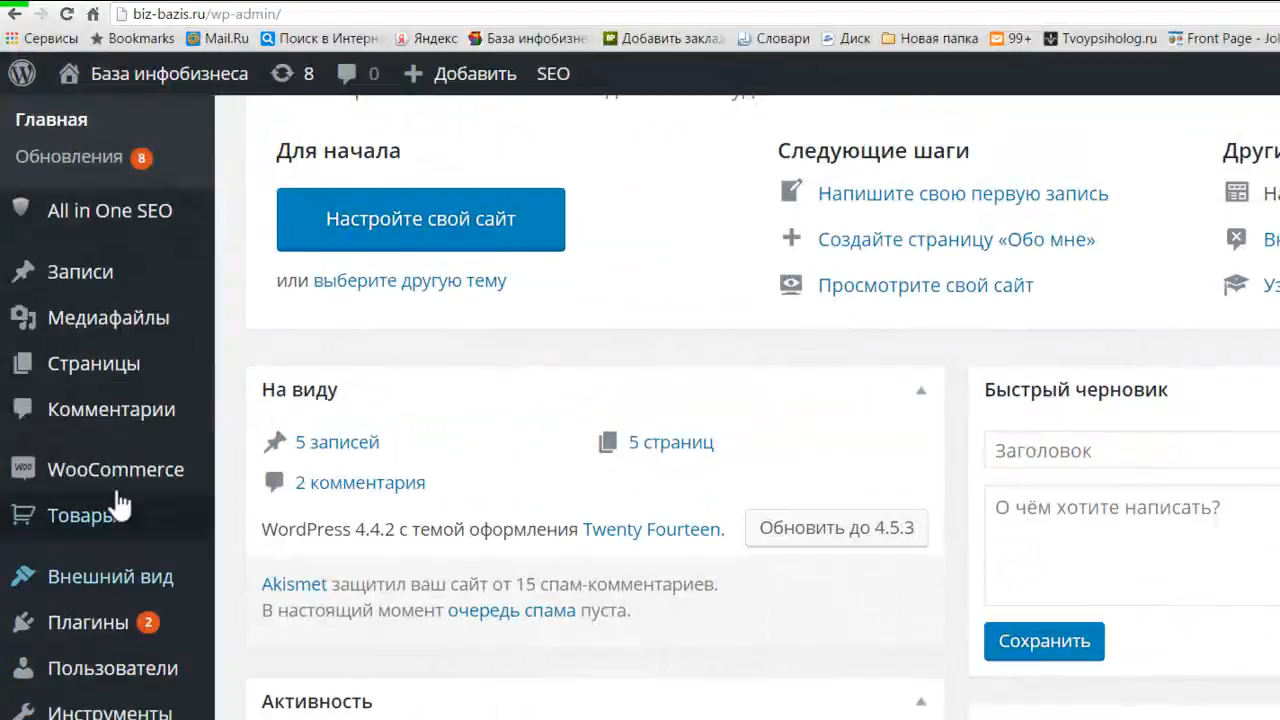 biz-bazis.ru/wp-admin/
Сервисы Bookmarks Mail.Ru Поиск в Интерн Яндекс База инфобизне Добавить закла Словари Диск Новая папка 99+ Tvoypsiholog.ru Front Page - Jo
База инфобизнеса 8 0 Добавить SEO
Главная
Обновления 8
All in One SEO
Записи
Медиафайлы
Страницы
Комментарии
WooCommerce
Товары
Внешний вид
Плагины 2
Пользователи
Инструменты
Для начала
Настройте свой сайт
или выберите другую тему
Следующие шаги
Напишите свою первую запись
Создайте страницу «Обо мне»
Просмотрите свой сайт
Други
На виду
5 записей
5 страниц
2 комментария
WordPress 4.4.2 с темой оформления Twenty Fourteen.
Обновить до 4.5.3
Akismet защитил ваш сайт от 15 спам-комментариев.
В настоящий момент очередь спама пуста.
Активность
Быстрый черновик
Заголовок
О чём хотите написать?
Сохранить